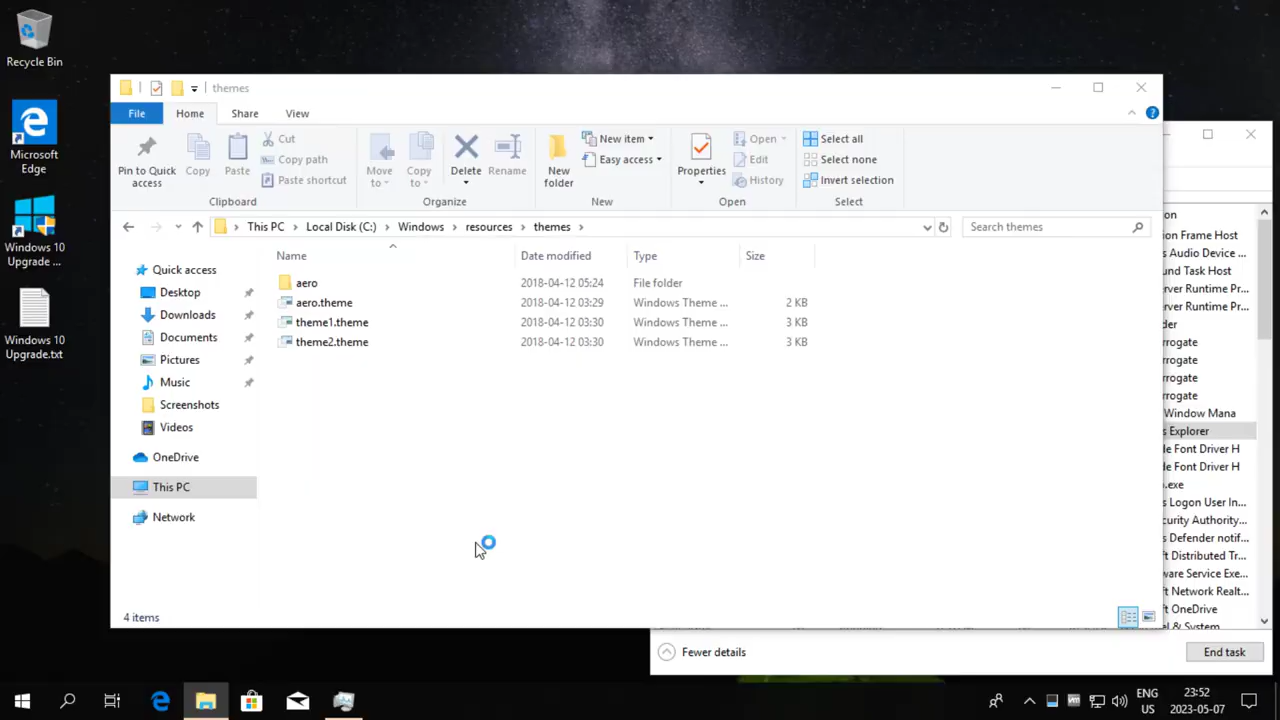 Recycle Bin
Microsoft
Edge
Windows 10
Upgrade ...
Windows 10
Upgrade.txt
themes
File
Home
Share
View
Pin to Quick
access
Copy
Paste
Cut
Copy path
Paste shortcut
Clipboard
Move
to
Copy
to
Delete
Rename
Organize
New
folder
New item
Easy access
New
Properties
Open
Edit
History
Open
Select all
Select none
Invert selection
Select
This PC
Local Disk (C:)
Windows
resources
themes
Search themes
Name
Date modified
Type
Size
Quick access
Desktop
Downloads
Documents
Pictures
Music
Screenshots
Videos
OneDrive
This PC
Network
aero
2018-04-12 05:24
File folder
aero.theme
2018-04-12 03:29
Windows Theme ...
2 KB
theme1.theme
2018-04-12 03:30
Windows Theme ...
3 KB
theme2.theme
2018-04-12 03:30
Windows Theme ...
3 KB
4 items
on
ion Frame Host
s Audio Device ...
ound Task Host
erver Runtime Pr...
erver Runtime Pr...
der
rrogate
rrogate
rrogate
rrogate
Window Mana
s Explorer
le Font Driver H
le Font Driver H
.exe
s Logon User In...
curity Authority...
s Defender notif...
ft Distributed Tr...
ware Service Exe...
ft Network Realt...
ft OneDrive
el & System
Fewer details
End task
ENG
US
23:52
2023-05-07